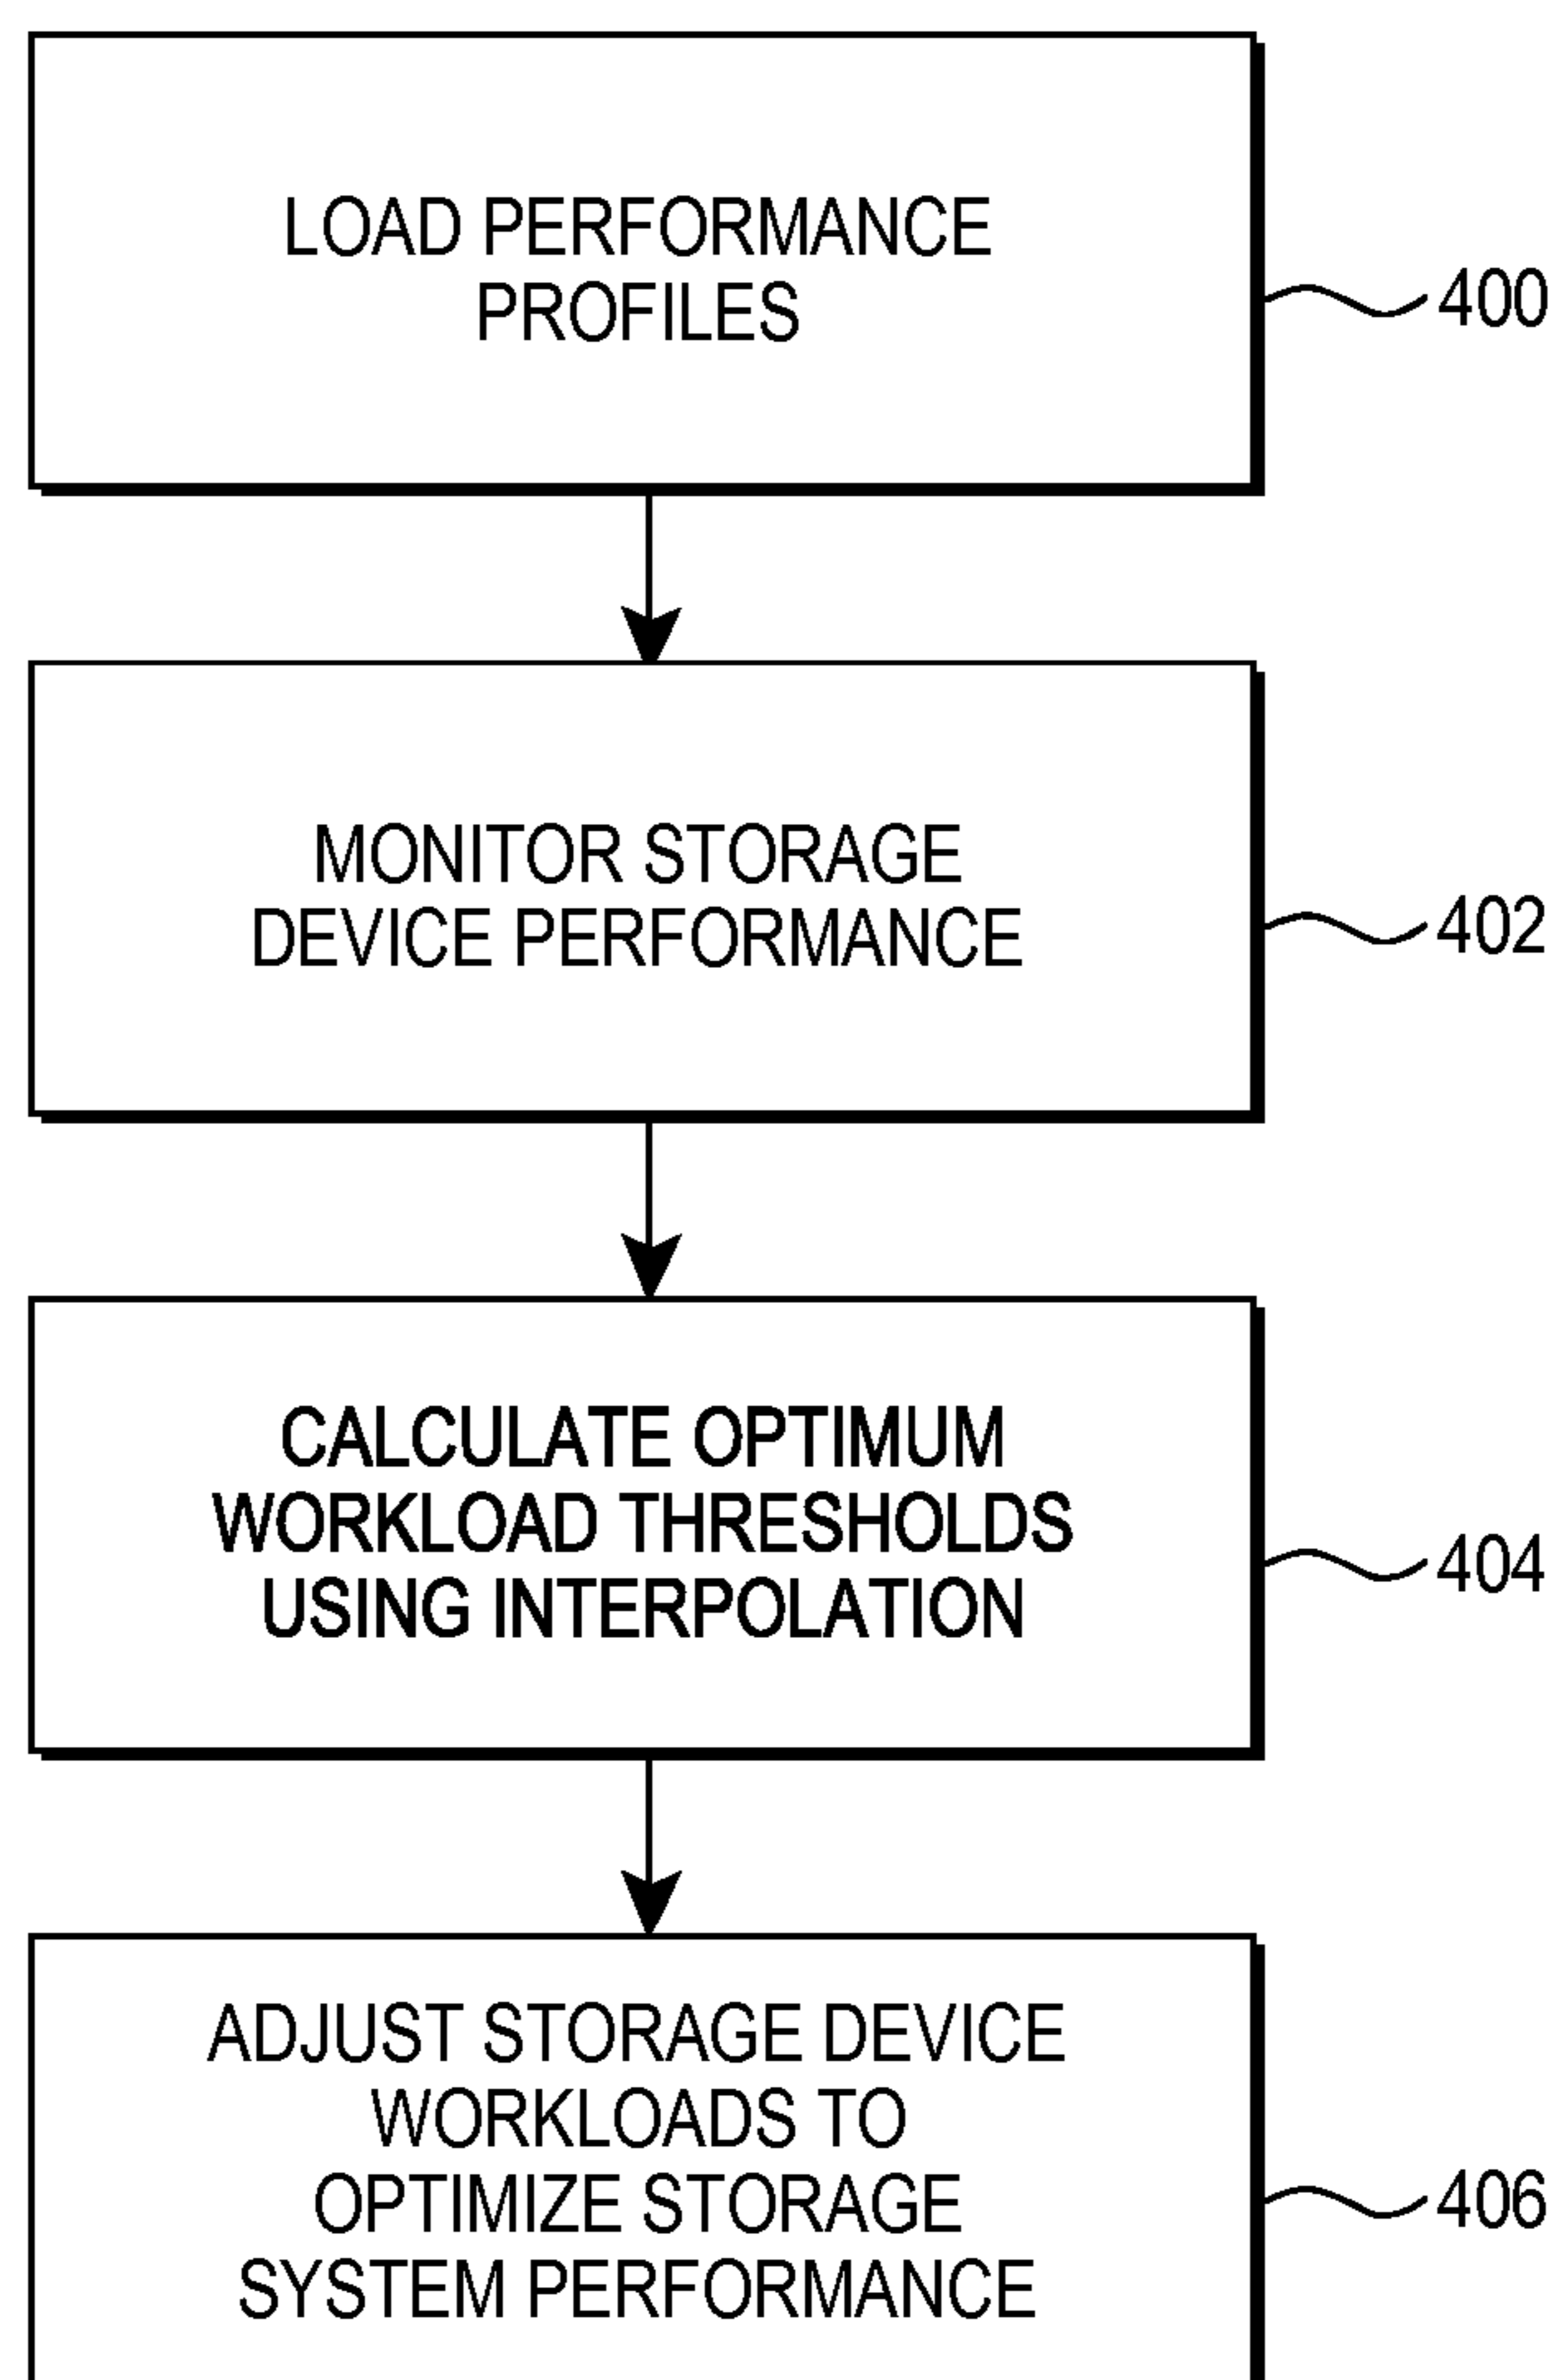 LOAD PERFORMANCE
PROFILES
400
MONITOR STORAGE
DEVICE PERFORMANCE
402
CALCULATE OPTIMUM
WORKLOAD THRESHOLDS
USING INTERPOLATION
404
ADJUST STORAGE DEVICE
WORKLOADS TO
OPTIMIZE STORAGE
SYSTEM PERFORMANCE
406